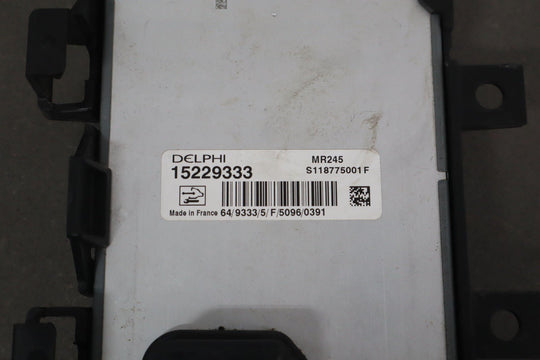 DELPHI MR245
15229333 S118775001F
Made in France 64/9333/5/F/5096/0391